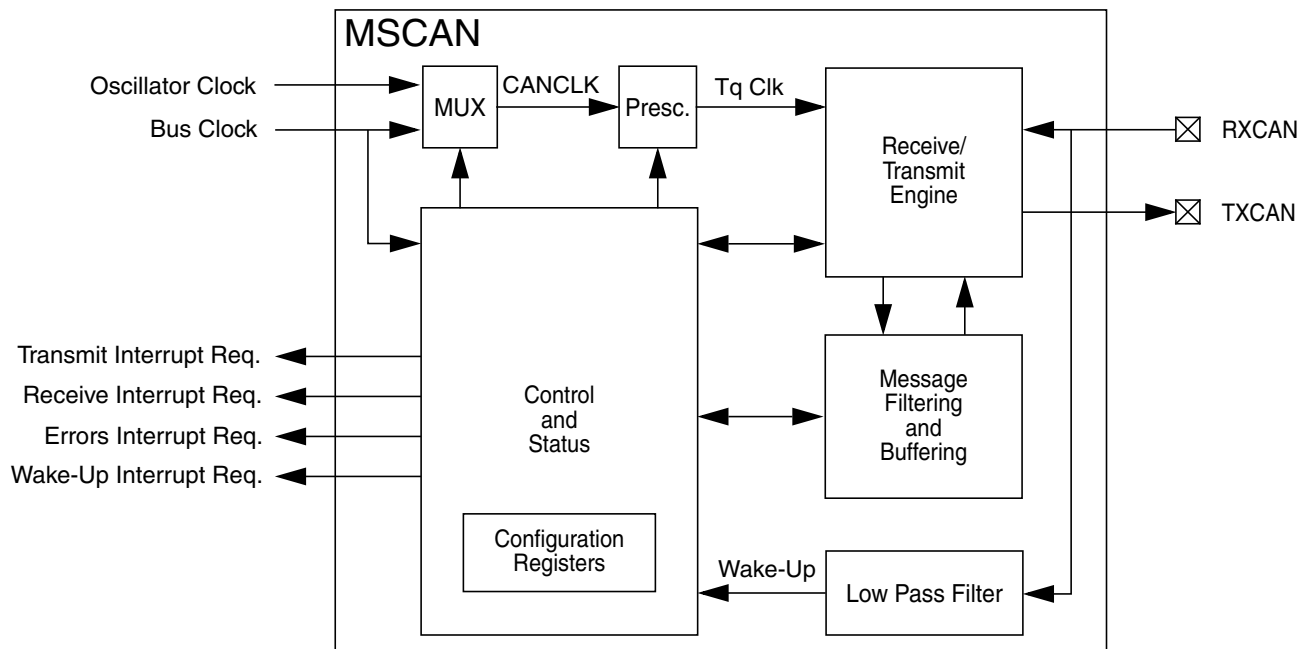 MSCAN
Oscillator Clock
Bus Clock
MUX
CANCLK
Presc.
Tq Clk
Receive/
Transmit
Engine
RXCAN
TXCAN
Transmit Interrupt Req.
Receive Interrupt Req.
Errors Interrupt Req.
Wake-Up Interrupt Req.
Control
and
Status
Message
Filtering
and
Buffering
Configuration
Registers
Wake-Up
Low Pass Filter